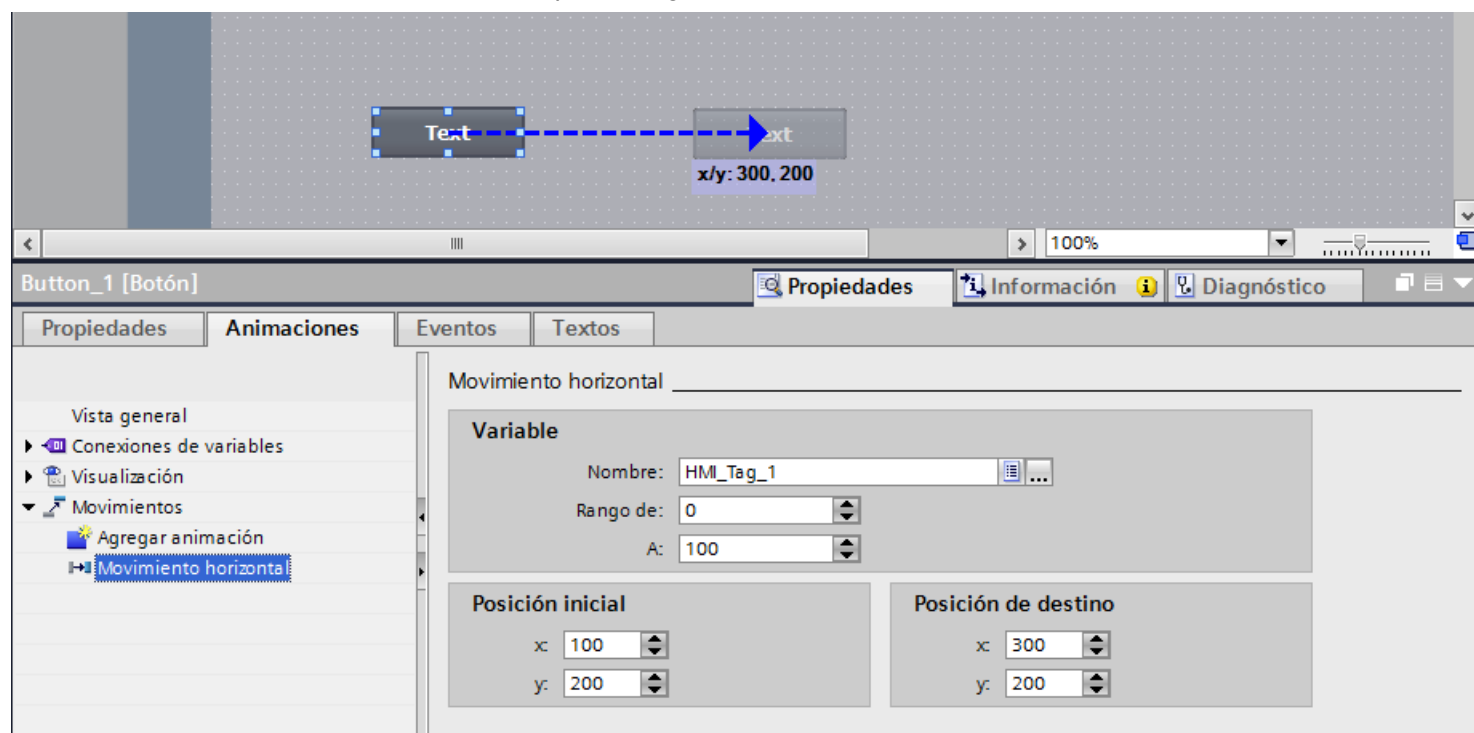 Text
ext
x/y: 300, 200
100%
Button_1 [Botón]
Propiedades
Información
Diagnóstico
Propiedades
Animaciones
Eventos
Textos
Movimiento horizontal
Vista general
Conexiones de variables
Visualización
Movimientos
Agregar animación
Movimiento horizontal
Variable
Nombre: HMI_Tag_1 ...
Rango de: 0
A: 100
Posición inicial
x: 100
y: 200
Posición de destino
x: 300
y: 200